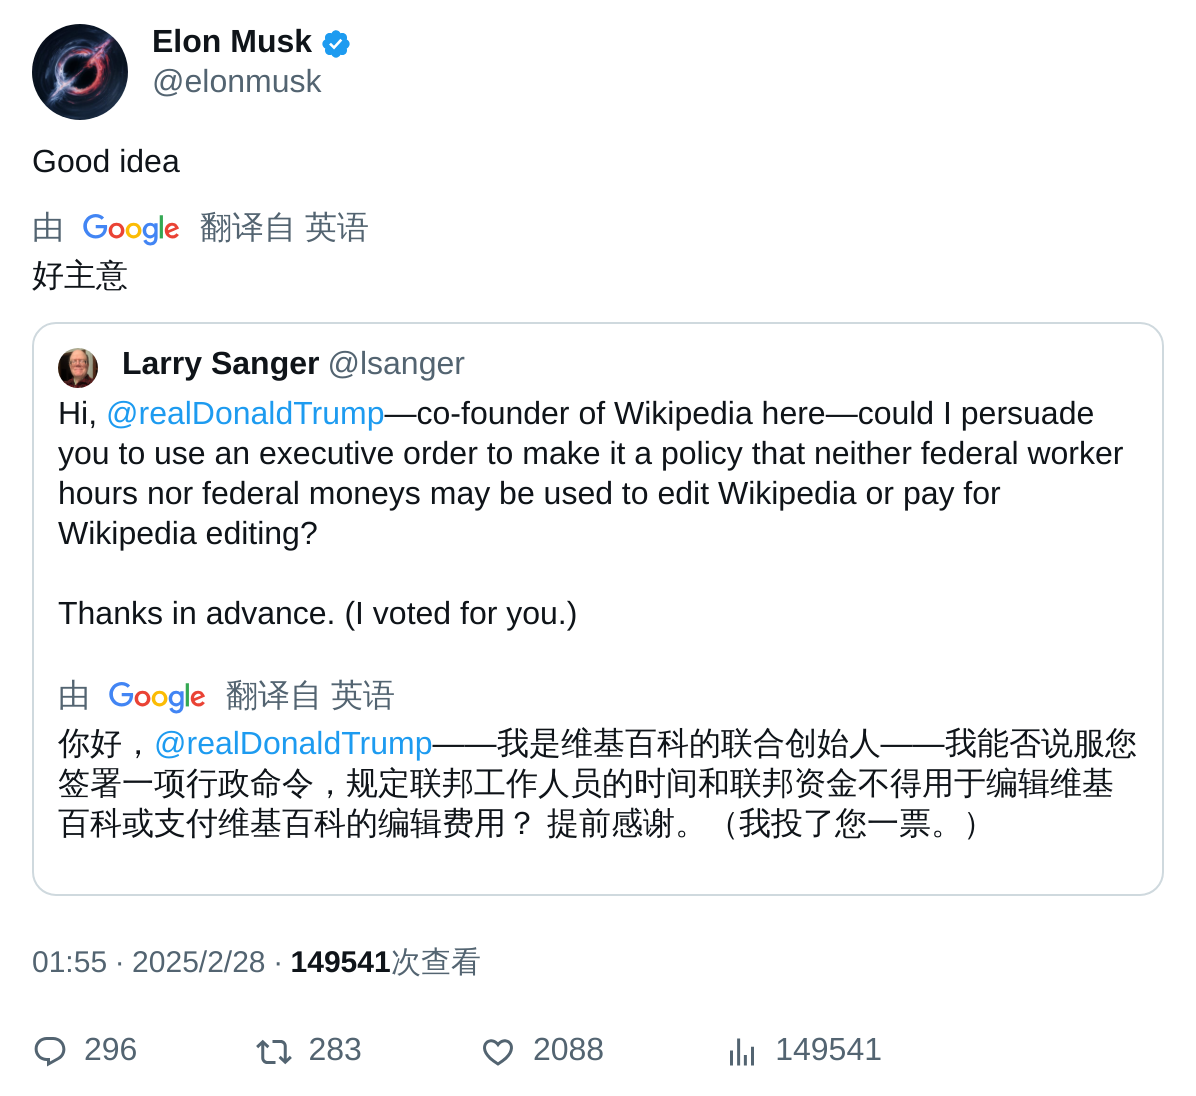 Elon Musk
@elonmusk
Good idea
由 Google 翻译自 英语
好主意
Larry Sanger @lsanger
Hi, @realDonaldTrump—co-founder of Wikipedia here—could I persuade
you to use an executive order to make it a policy that neither federal worker
hours nor federal moneys may be used to edit Wikipedia or pay for
Wikipedia editing?
Thanks in advance. (I voted for you.)
由 Google 翻译自 英语
你好，@realDonaldTrump——我是维基百科的联合创始人——我能否说服您
签署一项行政命令，规定联邦工作人员的时间和联邦资金不得用于编辑维基
百科或支付维基百科的编辑费用？ 提前感谢。（我投了您一票。）
01:55 · 2025/2/28 · 149541次查看
296 283 2088 149541